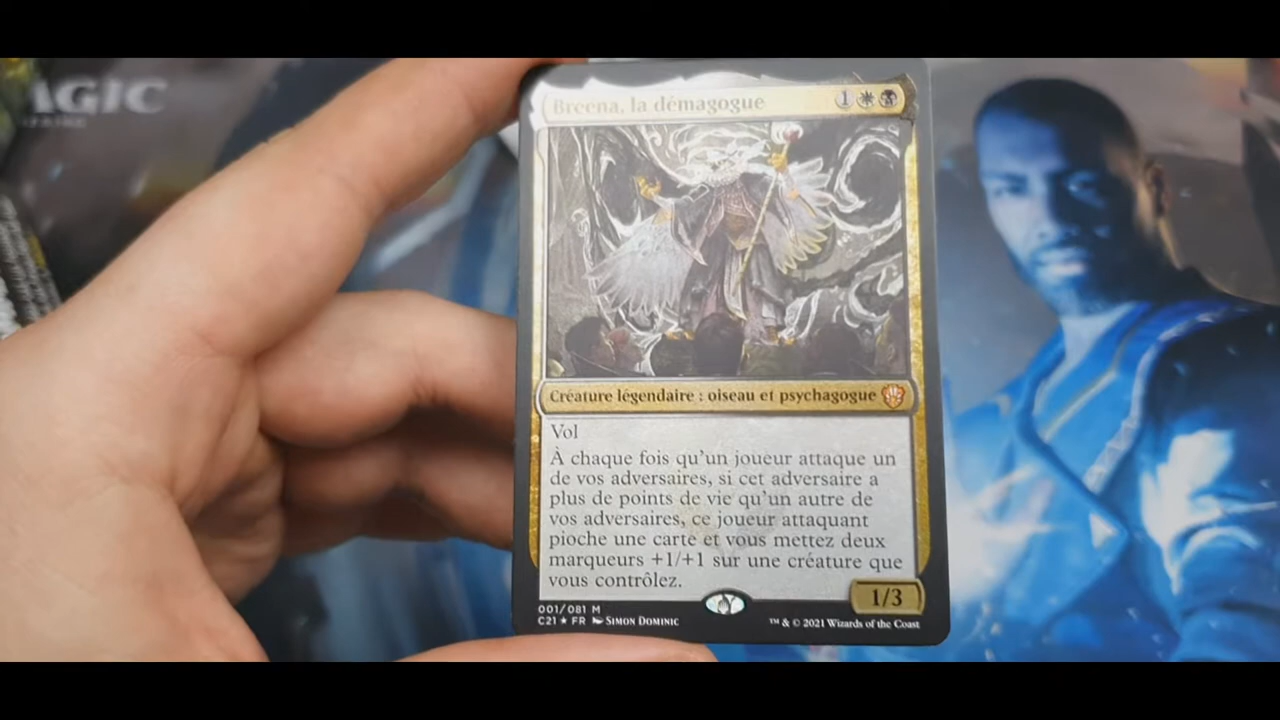 AGIC
Breena, la démagogue
1
Créature légendaire : oiseau et psychagogue
Vol
À chaque fois qu'un joueur attaque un
de vos adversaires, si cet adversaire a
plus de points de vie qu'un autre de
vos adversaires, ce joueur attaquant
pioche une carte et vous mettez deux
marqueurs +1/+1 sur une créature que
vous contrôlez.
1/3
001/081 M
C21 ★ FR SIMON DOMINIC
™ & © 2021 Wizards of the Coast